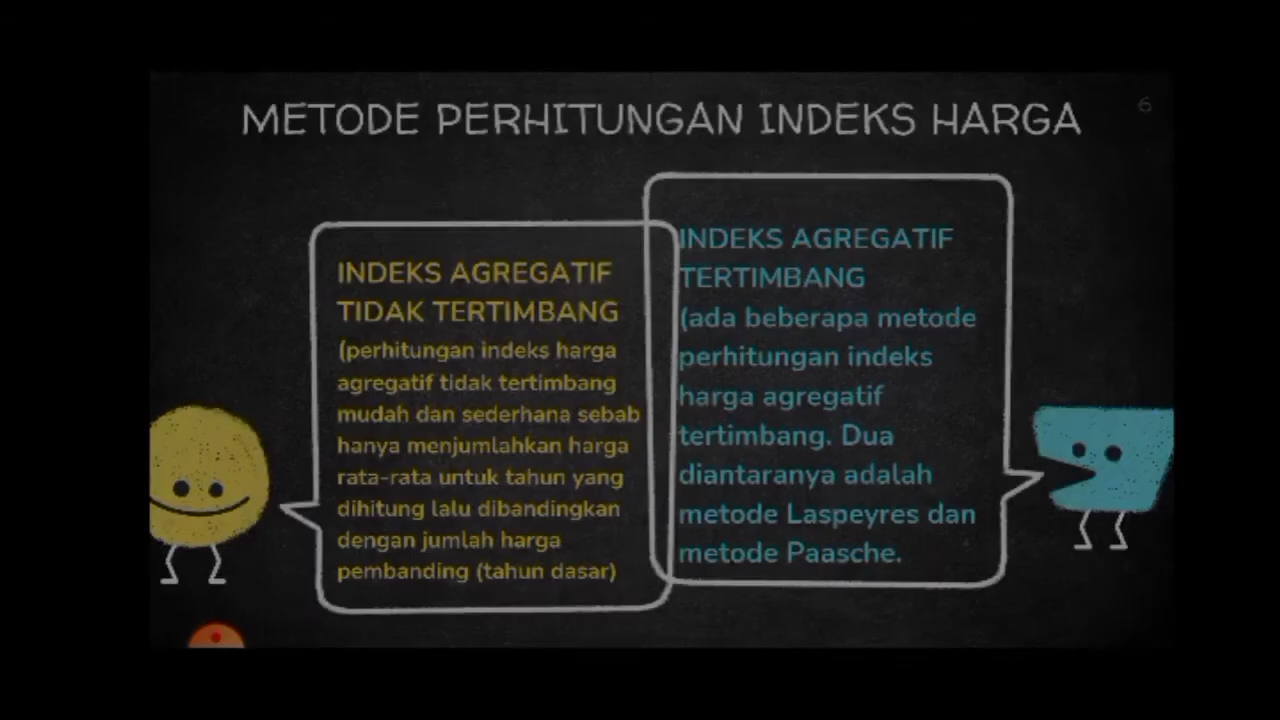 METODE PERHITUNGAN INDEKS HARGA
6
INDEKS AGREGATIF
TIDAK TERTIMBANG
(perhitungan indeks harga
agregatif tidak tertimbang
mudah dan sederhana sebab
hanya menjumlahkan harga
rata-rata untuk tahun yang
dihitung lalu dibandingkan
dengan jumlah harga
pembanding (tahun dasar)
INDEKS AGREGATIF
TERTIMBANG
(ada beberapa metode
perhitungan indeks
harga agregatif
tertimbang. Dua
diantaranya adalah
metode Laspeyres dan
metode Paasche.